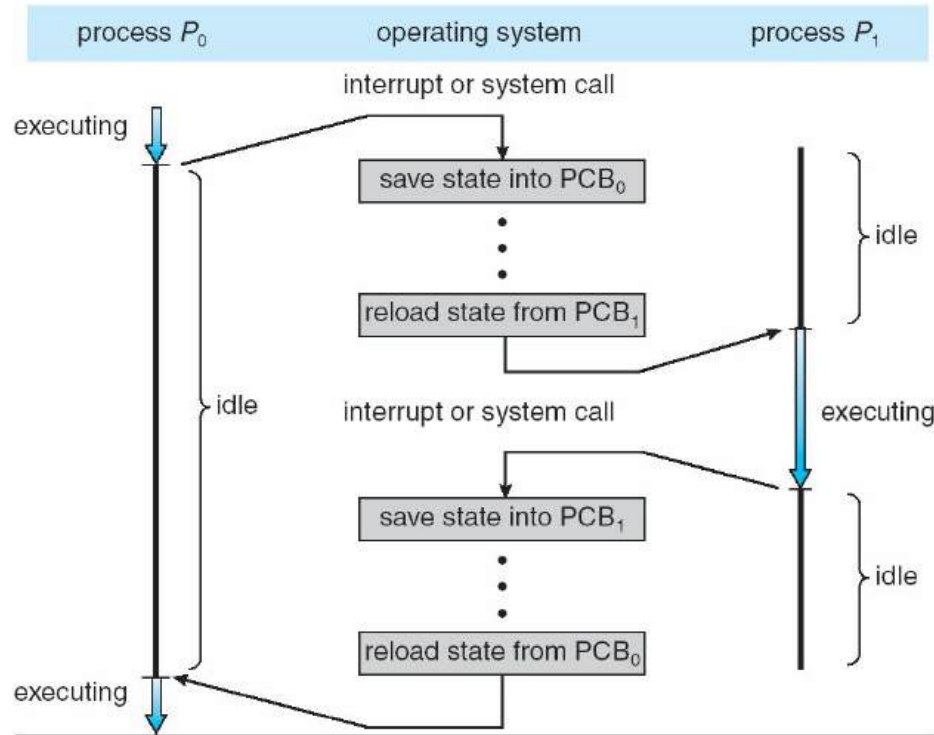 process P₀ operating system process P₁
interrupt or system call
executing
save state into PCB₀
idle
reload state from PCB₁
idle
interrupt or system call
executing
save state into PCB₁
idle
reload state from PCB₀
executing